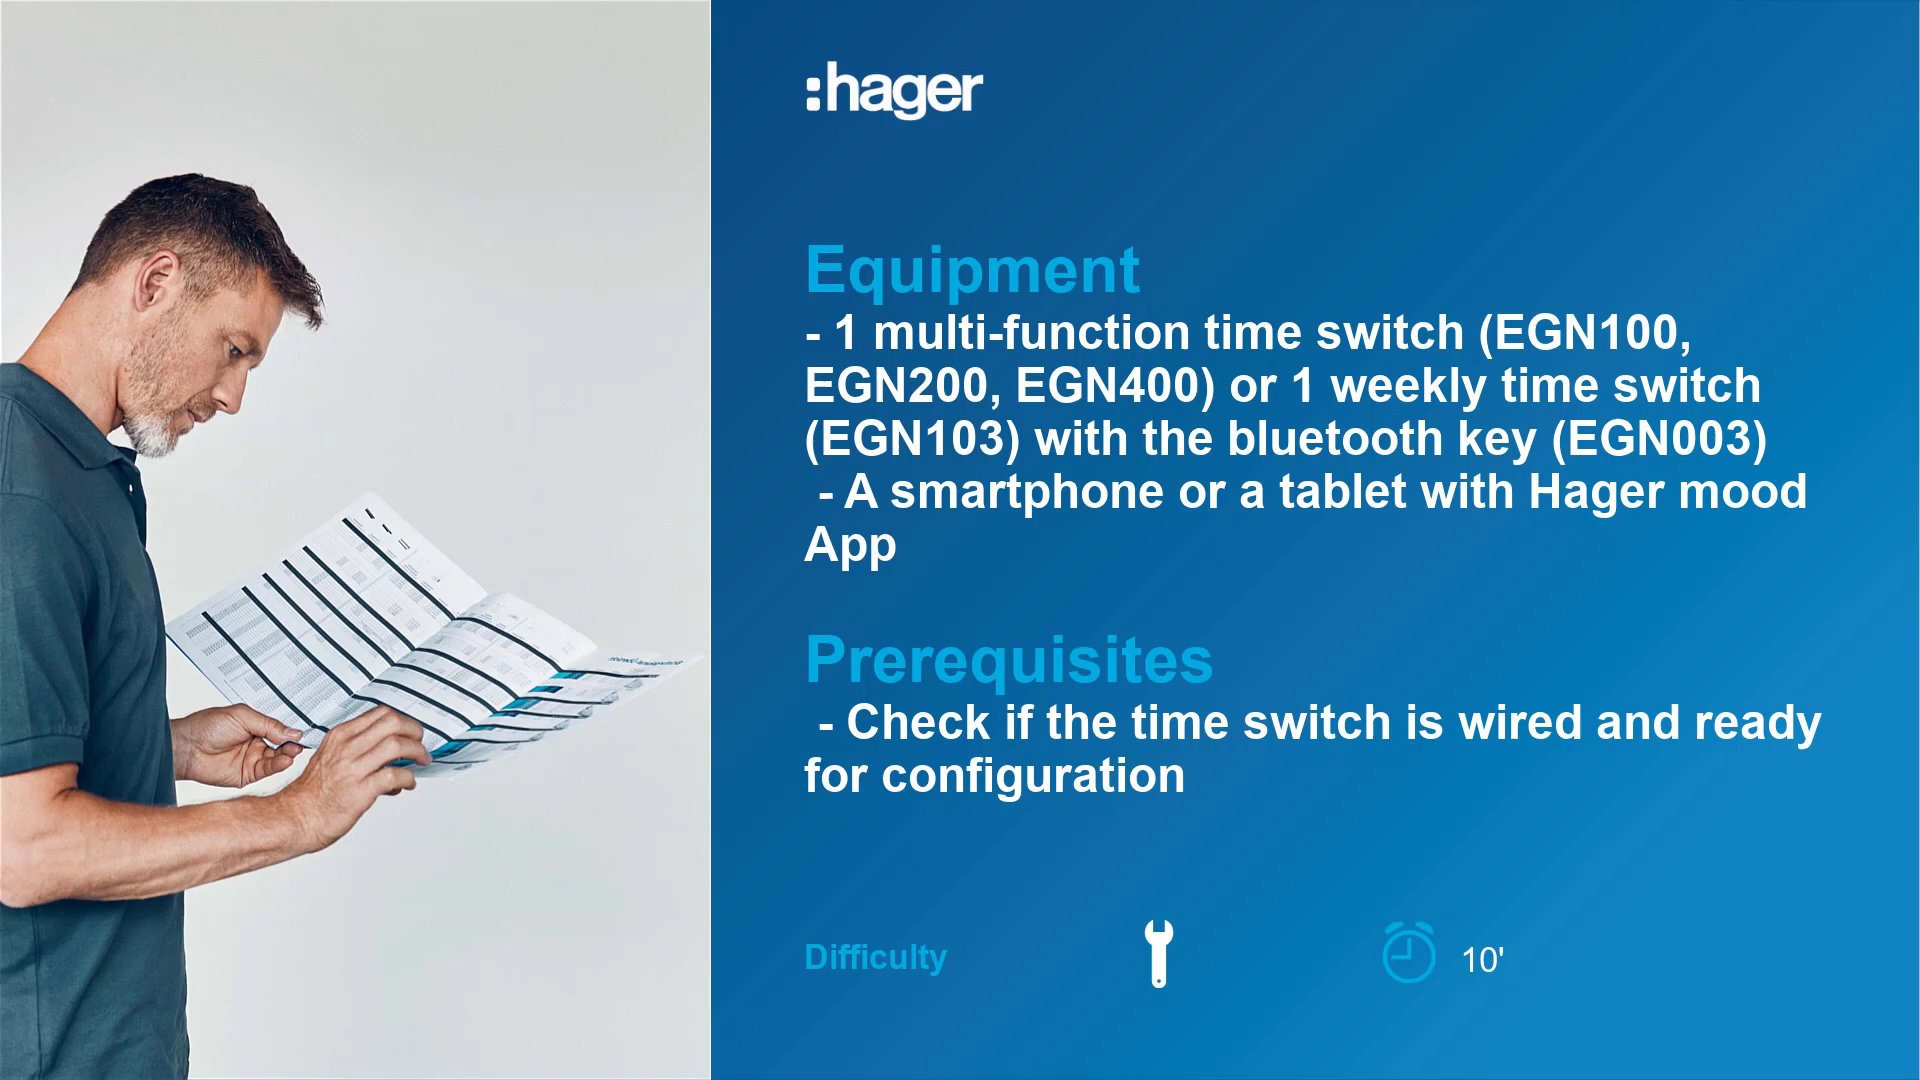 :hager
Equipment
- 1 multi-function time switch (EGN100,
EGN200, EGN400) or 1 weekly time switch
(EGN103) with the bluetooth key (EGN003)
- A smartphone or a tablet with Hager mood
App
Prerequisites
- Check if the time switch is wired and ready
for configuration
Difficulty
10'